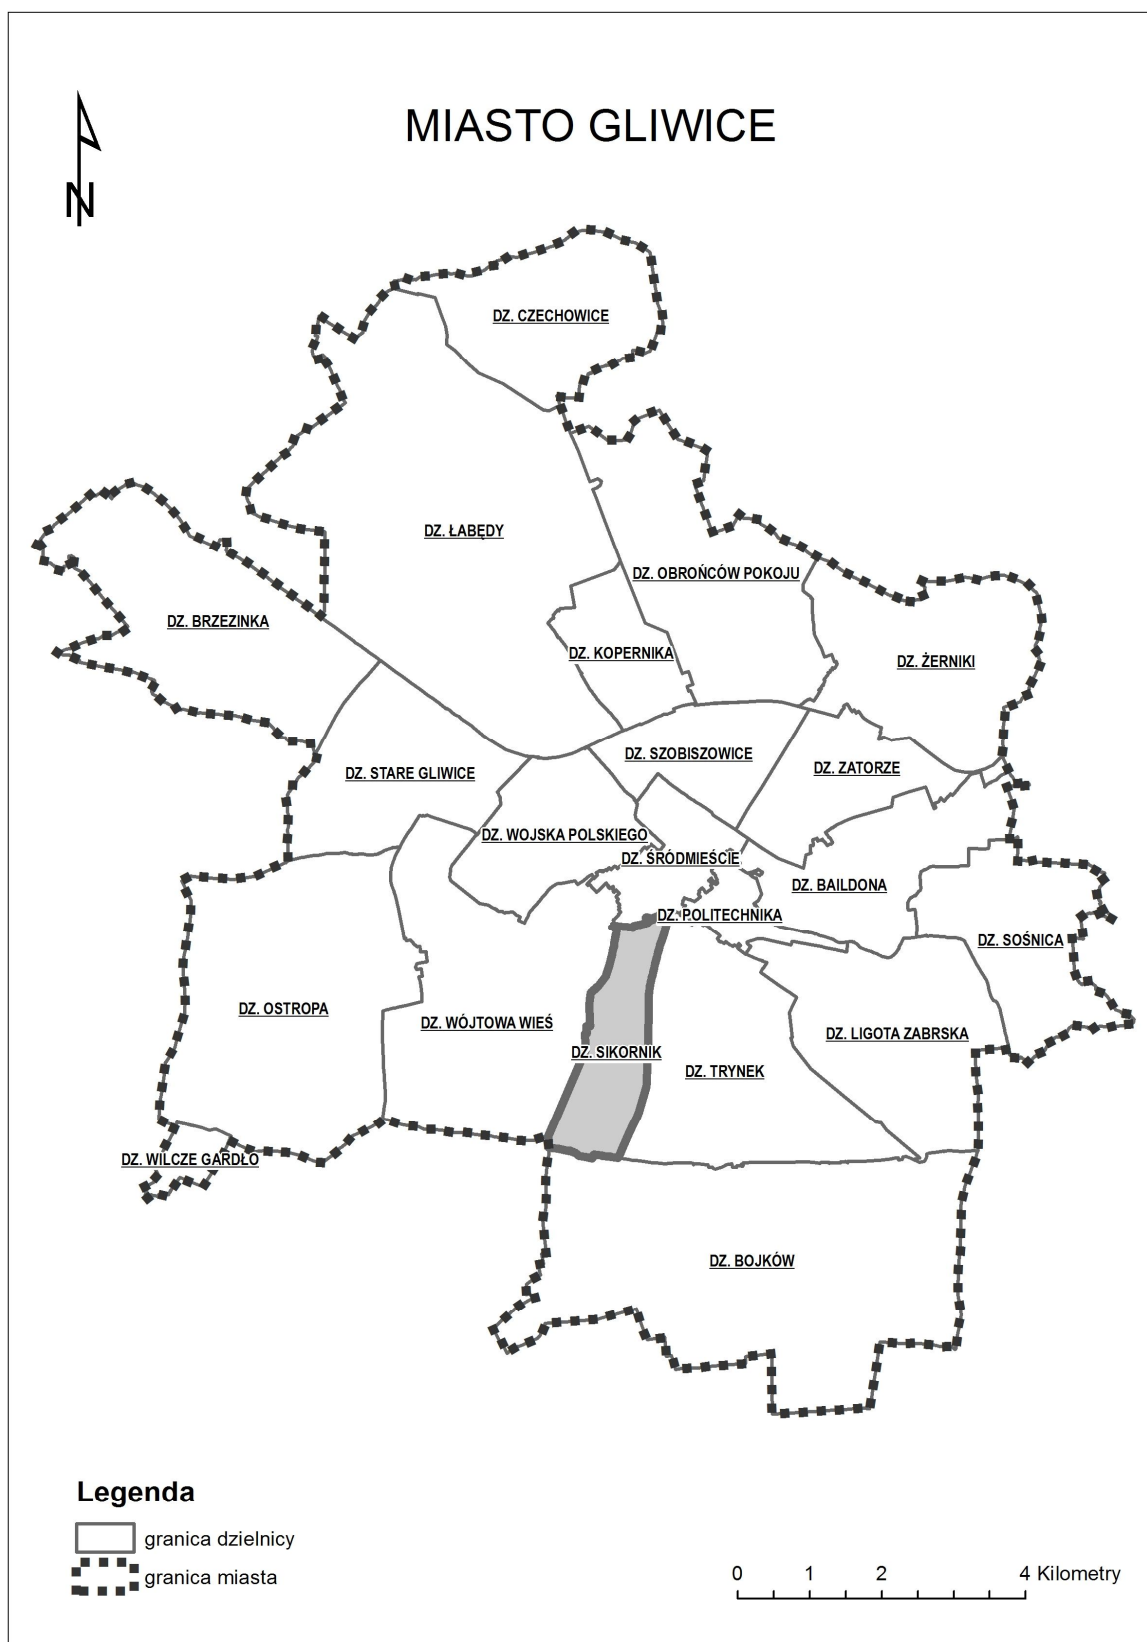 MIASTO GLIWICE
N
DZ. CZECHOWICE
DZ. ŁABĘDY
DZ. OBROŃCÓW POKOJU
DZ. BRZEZINKA
DZ. KOPERNIKA
DZ. ŻERNIKI
DZ. SZOBISZOWICE
DZ. ZATORZE
DZ. STARE GLIWICE
DZ. WOJSKA POLSKIEGO
DZ. ŚRÓDMIEŚCIE
DZ. BAILDONA
DZ. POLITECHNIKA
DZ. SOŚNICA
DZ. OSTROPA
DZ. WÓJTOWA WIEŚ
DZ. LIGOTA ZABRSKA
DZ. SIKORNIK
DZ. TRYNEK
DZ. WILCZE GARDŁO
DZ. BOJKÓW
Legenda
granica dzielnicy
granica miasta
0 1 2 4 Kilometry